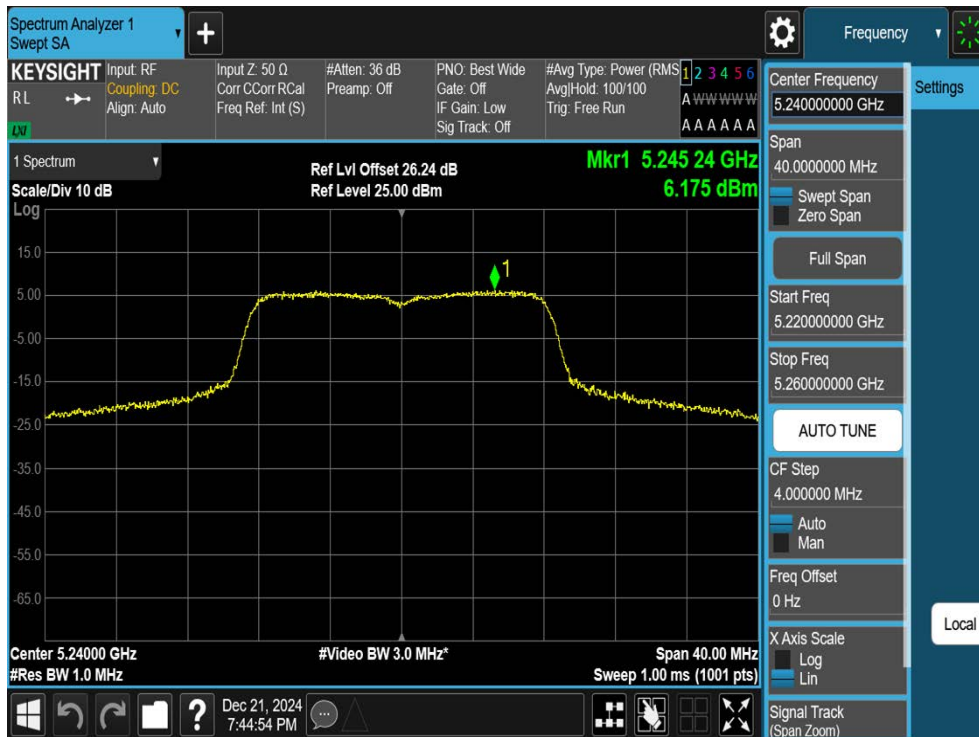 Spectrum Analyzer 1
Swept SA
+
Frequency
KEYSIGHT
R L
LXI
Input: RF
Coupling: DC
Align: Auto
Input Z: 50 Ω
Corr CCorr RCal
Freq Ref: Int (S)
#Atten: 36 dB
Preamp: Off
PNO: Best Wide
Gate: Off
IF Gain: Low
Sig Track: Off
#Avg Type: Power (RMS
Avg|Hold: 100/100
Trig: Free Run
1 2 3 4 5 6
A W W W W W
A A A A A A
1 Spectrum
Scale/Div 10 dB
Ref Lvl Offset 26.24 dB
Ref Level 25.00 dBm
Mkr1 5.245 24 GHz
6.175 dBm
Log
15.0
5.00
-5.00
-15.0
-25.0
-35.0
-45.0
-55.0
-65.0
1
Center 5.24000 GHz
#Video BW 3.0 MHz*
Span 40.00 MHz
#Res BW 1.0 MHz
Sweep 1.00 ms (1001 pts)
?
Dec 21, 2024
7:44:54 PM
Center Frequency
5.240000000 GHz
Settings
Span
40.0000000 MHz
Swept Span
Zero Span
Full Span
Start Freq
5.220000000 GHz
Stop Freq
5.260000000 GHz
AUTO TUNE
CF Step
4.000000 MHz
Auto
Man
Freq Offset
0 Hz
Local
X Axis Scale
Log
Lin
Signal Track
(Span Zoom)